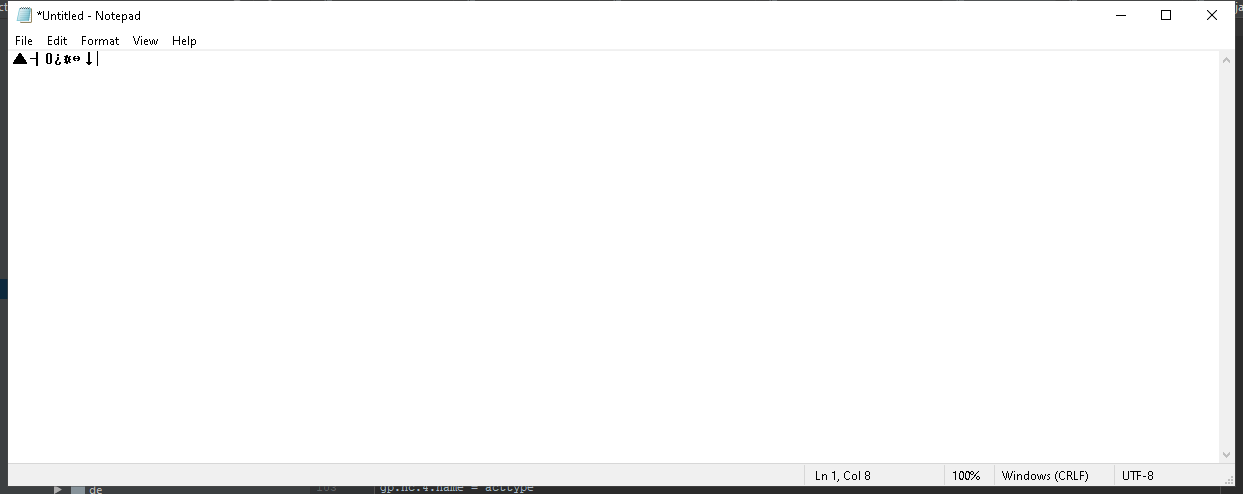 *Untitled - Notepad
File Edit Format View Help
▲┤0¿☼↔↓
Ln 1, Col 8 100% Windows (CRLF) UTF-8
de
gp.nc.4.name = acttype